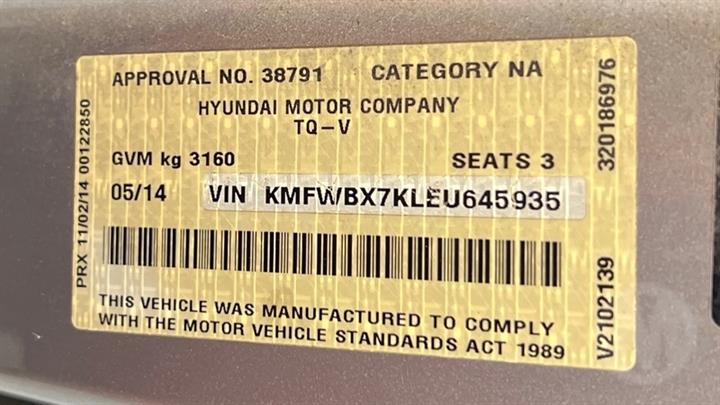 APPROVAL NO. 38791 CATEGORY NA
HYUNDAI MOTOR COMPANY
TQ-V
GVM kg 3160 SEATS 3
05/14 VIN KMFWBX7KLEU645935
THIS VEHICLE WAS MANUFACTURED TO COMPLY
WITH THE MOTOR VEHICLE STANDARDS ACT 1989
PRX 11/02/14 00122850
V2102139 320186976